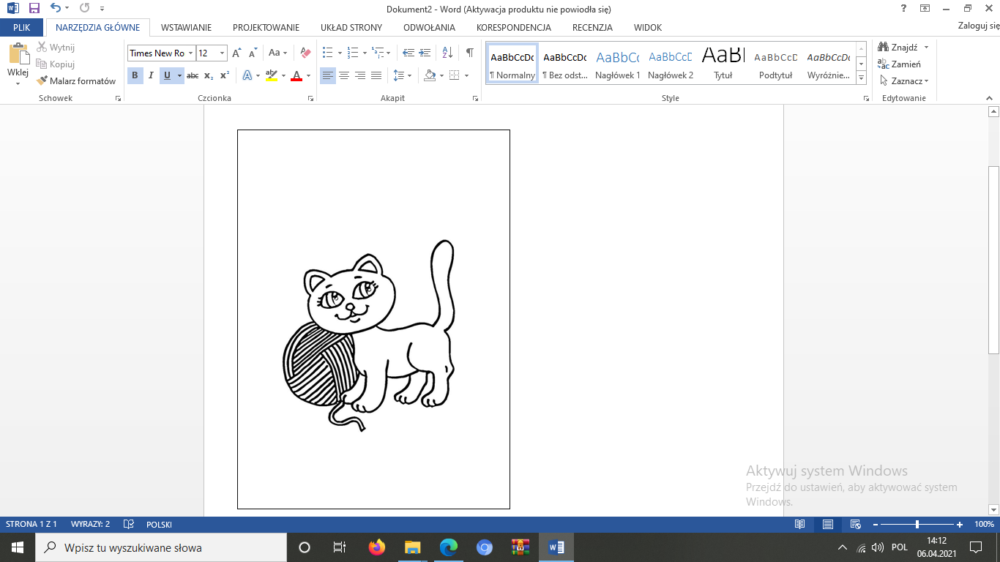 Dokument2 - Word (Aktywacja produktu nie powiodła się)
PLIK NARZĘDZIA GŁÓWNE WSTAWIANIE PROJEKTOWANIE UKŁAD STRONY ODWOŁANIA KORESPONDENCJA RECENZJA WIDOK Zaloguj się
Wklej
Wytnij
Kopiuj
Malarz formatów
Schowek
Times New Ro 12
B I U abc x₂ x²
Czcionka
Akapit
AaBbCcDc AaBbCcDc AaBbCc AaBbCcD AaBl AaBbCcD AaBbCcDc
¶ Normalny ¶ Bez odst... Nagłówek 1 Nagłówek 2 Tytuł Podtytuł Wyróżnie...
Style
Znajdź
Zamień
Zaznacz
Edytowanie
Aktywuj system Windows
Przejdź do ustawień, aby aktywować system
Windows.
STRONA 1 Z 1 WYRAZY: 2 POLSKI 100%
Wpisz tu wyszukiwane słowa
POL
14:12
06.04.2021